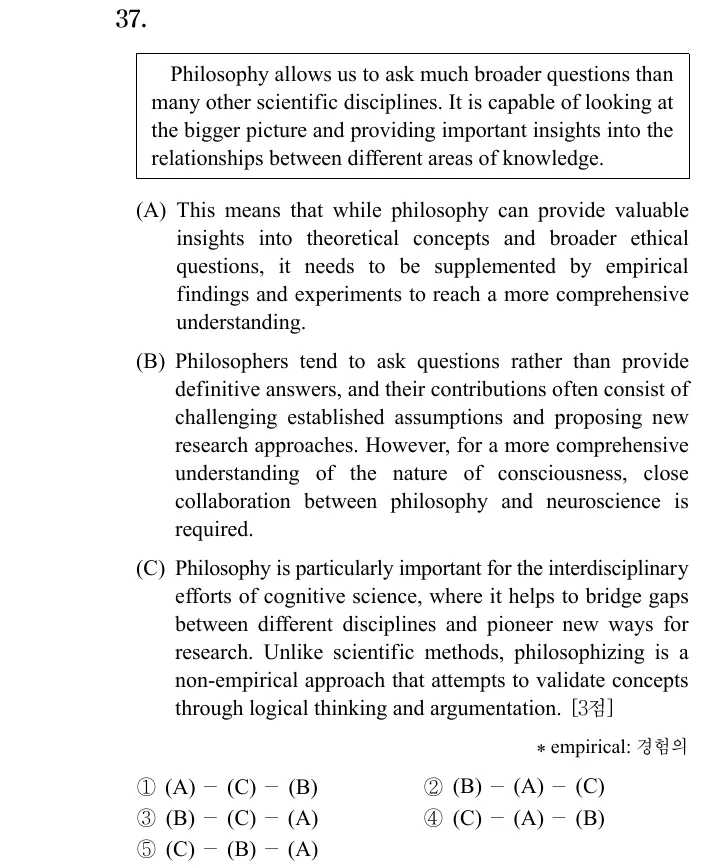 37.
Philosophy allows us to ask much broader questions than
many other scientific disciplines. It is capable of looking at
the bigger picture and providing important insights into the
relationships between different areas of knowledge.
(A) This means that while philosophy can provide valuable
insights into theoretical concepts and broader ethical
questions, it needs to be supplemented by empirical
findings and experiments to reach a more comprehensive
understanding.
(B) Philosophers tend to ask questions rather than provide
definitive answers, and their contributions often consist of
challenging established assumptions and proposing new
research approaches. However, for a more comprehensive
understanding of the nature of consciousness, close
collaboration between philosophy and neuroscience is
required.
(C) Philosophy is particularly important for the interdisciplinary
efforts of cognitive science, where it helps to bridge gaps
between different disciplines and pioneer new ways for
research. Unlike scientific methods, philosophizing is a
non-empirical approach that attempts to validate concepts
through logical thinking and argumentation. [3점]
* empirical: 경험의
① (A) - (C) - (B) ② (B) - (A) - (C)
③ (B) - (C) - (A) ④ (C) - (A) - (B)
⑤ (C) - (B) - (A)